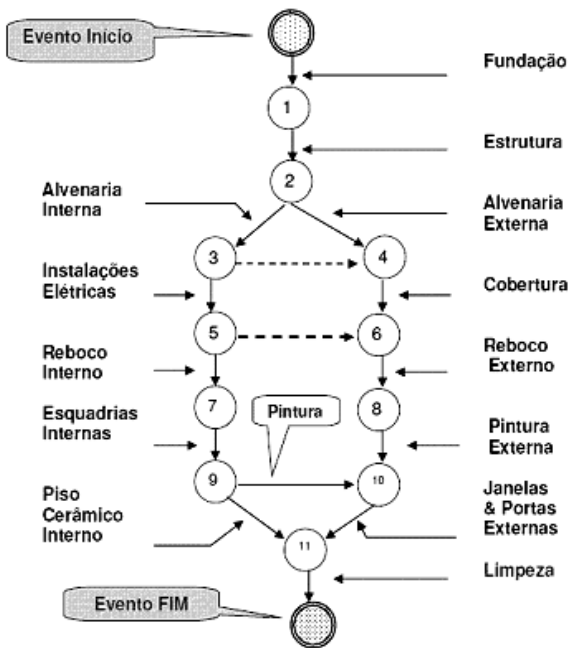 Evento Início
Fundação
1
Estrutura
2
Alvenaria
Interna
Alvenaria
Externa
3
4
Instalações
Elétricas
Cobertura
5
6
Reboco
Interno
Reboco
Externo
7
Pintura
8
Esquadrias
Internas
Pintura
Externa
9
10
Piso
Cerâmico
Interno
Janelas
& Portas
Externas
11
Limpeza
Evento FIM